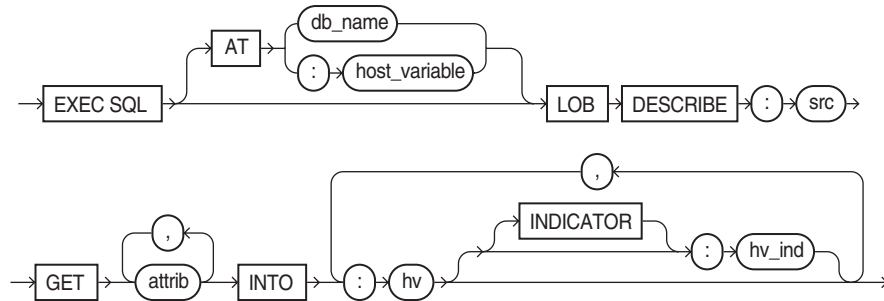 db_name
AT
: host_variable
EXEC SQL LOB DESCRIBE : src
,
, INDICATOR
: hv_ind
GET attrib INTO : hv